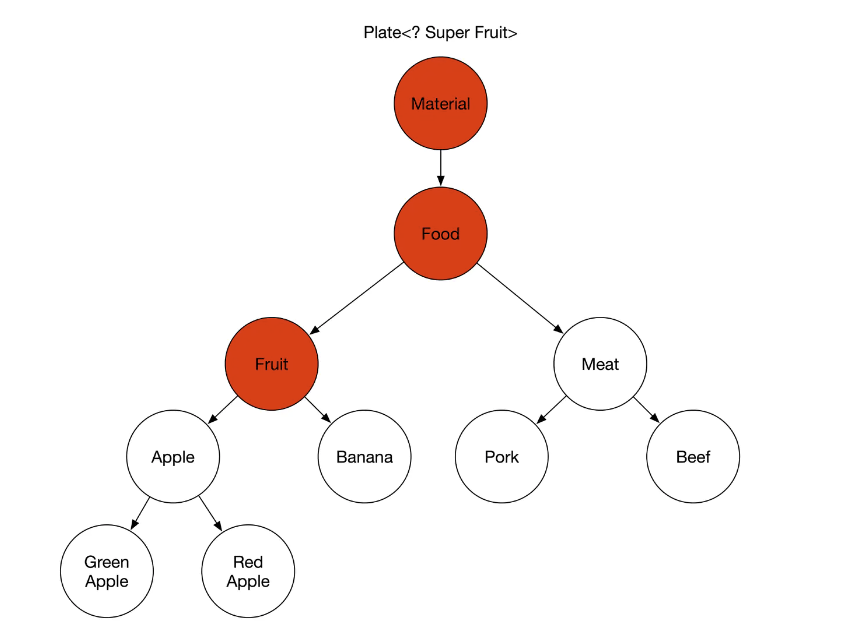 Plate<? Super Fruit>
Material
Food
Fruit
Meat
Apple
Banana
Pork
Beef
Green
Apple
Red
Apple